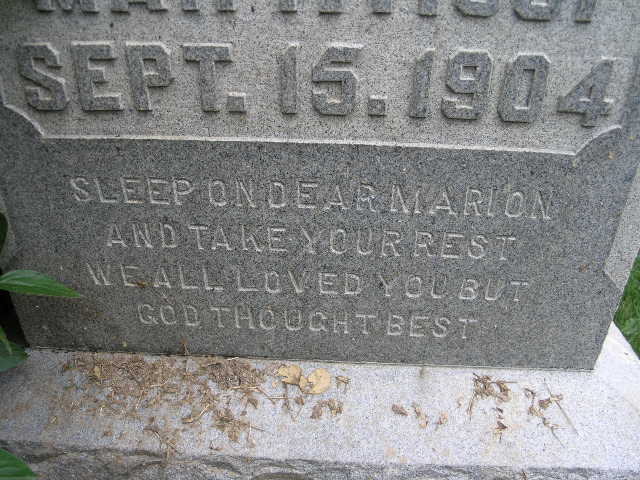 SEPT. 15. 1904
SLEEP ON DEAR MARION
AND TAKE YOUR REST
WE ALL LOVED YOU BUT
GOD THOUGHT BEST